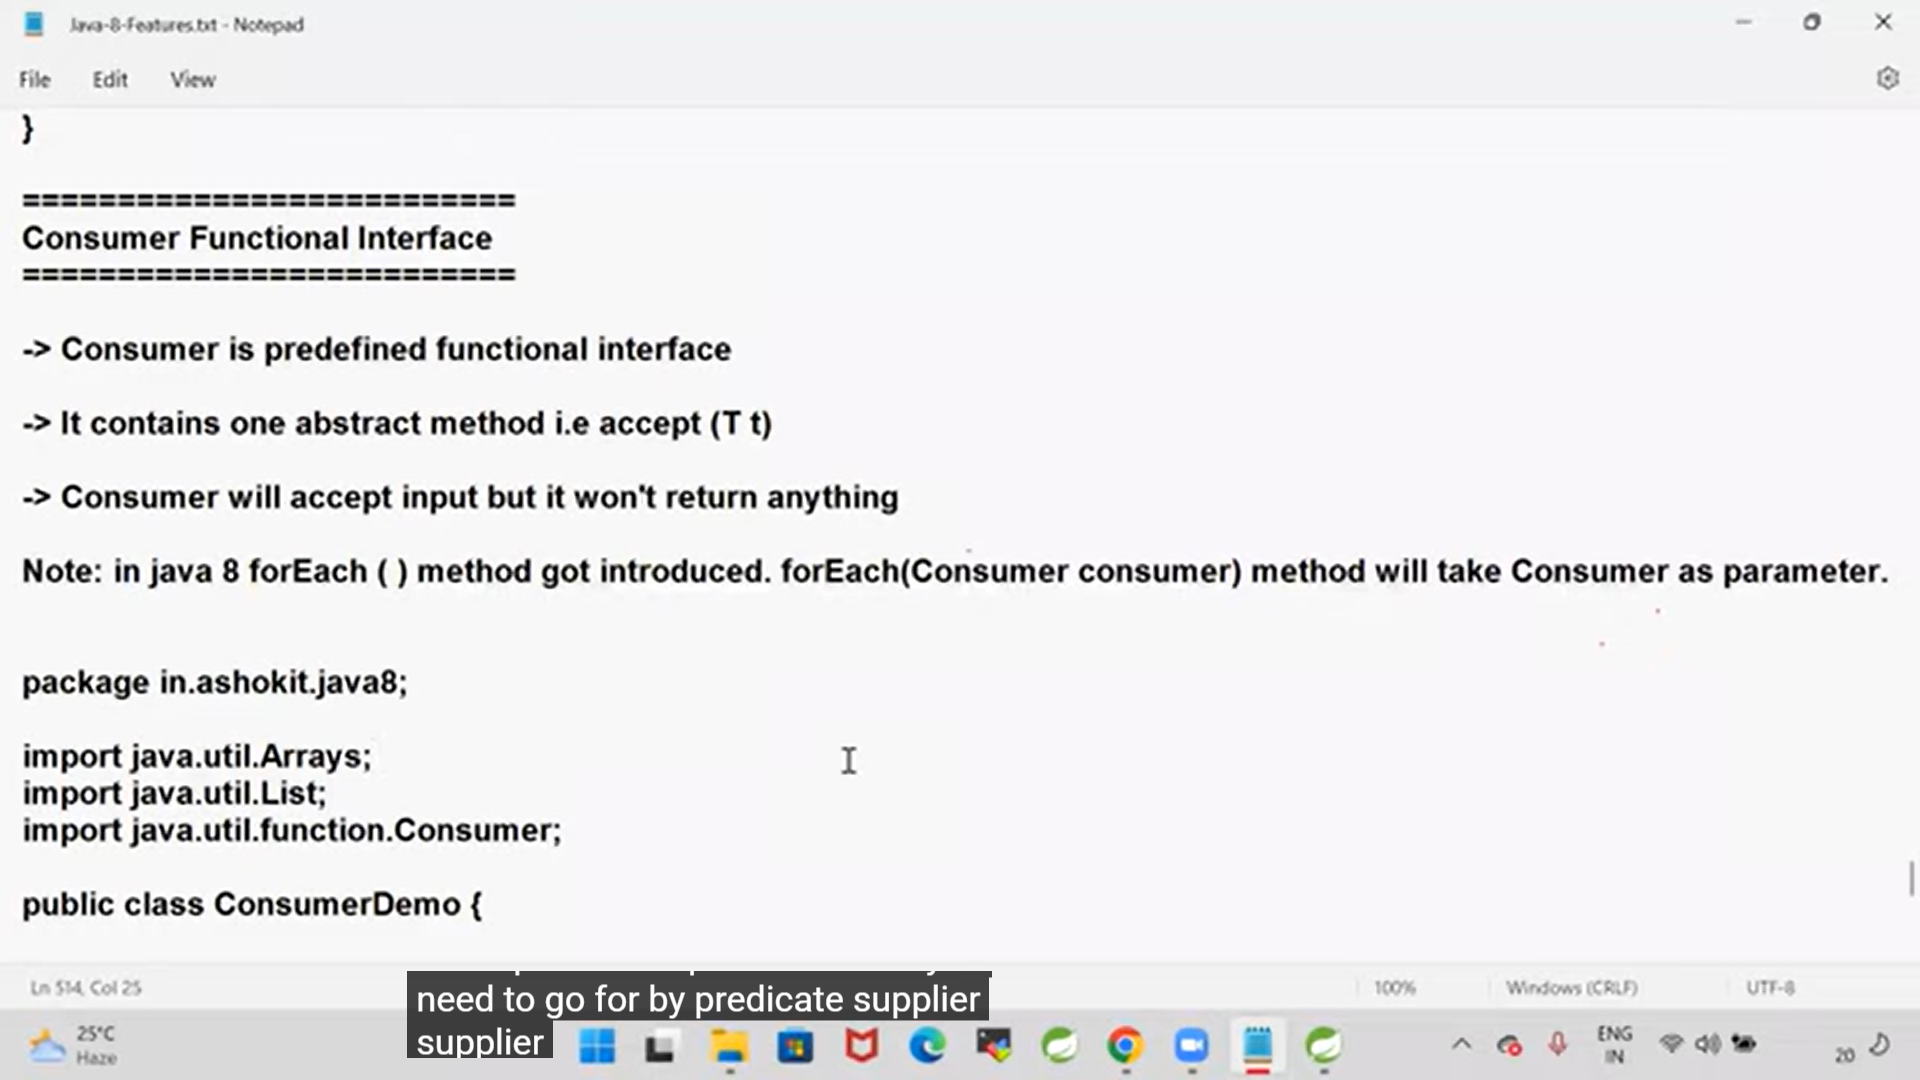 Java-8-Features.txt - Notepad
File Edit View
}
==========================
Consumer Functional Interface
==========================
-> Consumer is predefined functional interface
-> It contains one abstract method i.e accept (T t)
-> Consumer will accept input but it won't return anything
Note: in java 8 forEach ( ) method got introduced. forEach(Consumer consumer) method will take Consumer as parameter.
package in.ashokit.java8;
import java.util.Arrays;
import java.util.List;
import java.util.function.Consumer;
public class ConsumerDemo {
Ln 514, Col 25 100% Windows (CRLF) UTF-8
need to go for by predicate supplier
supplier
25°C
Haze
ENG
IN
20